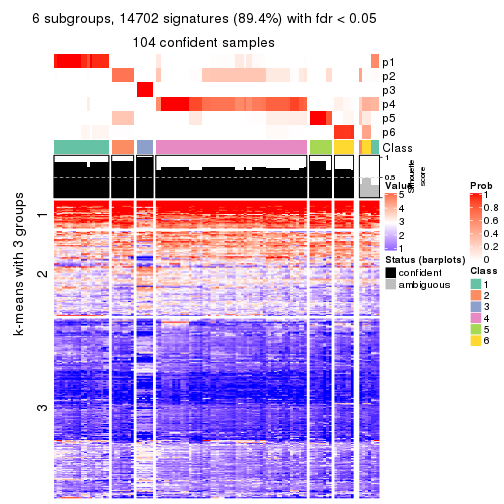 6 subgroups, 14702 signatures (89.4%) with fdr < 0.05
104 confident samples
p1
p2
p3
p4
p5
p6
Class
1
0.5
0
Silhouette
score
k-means with 3 groups
1
2
3
Value
5
4
3
2
1
Status (barplots)
confident
ambiguous
Prob
1
0.8
0.6
0.4
0.2
0
Class
1
2
3
4
5
6